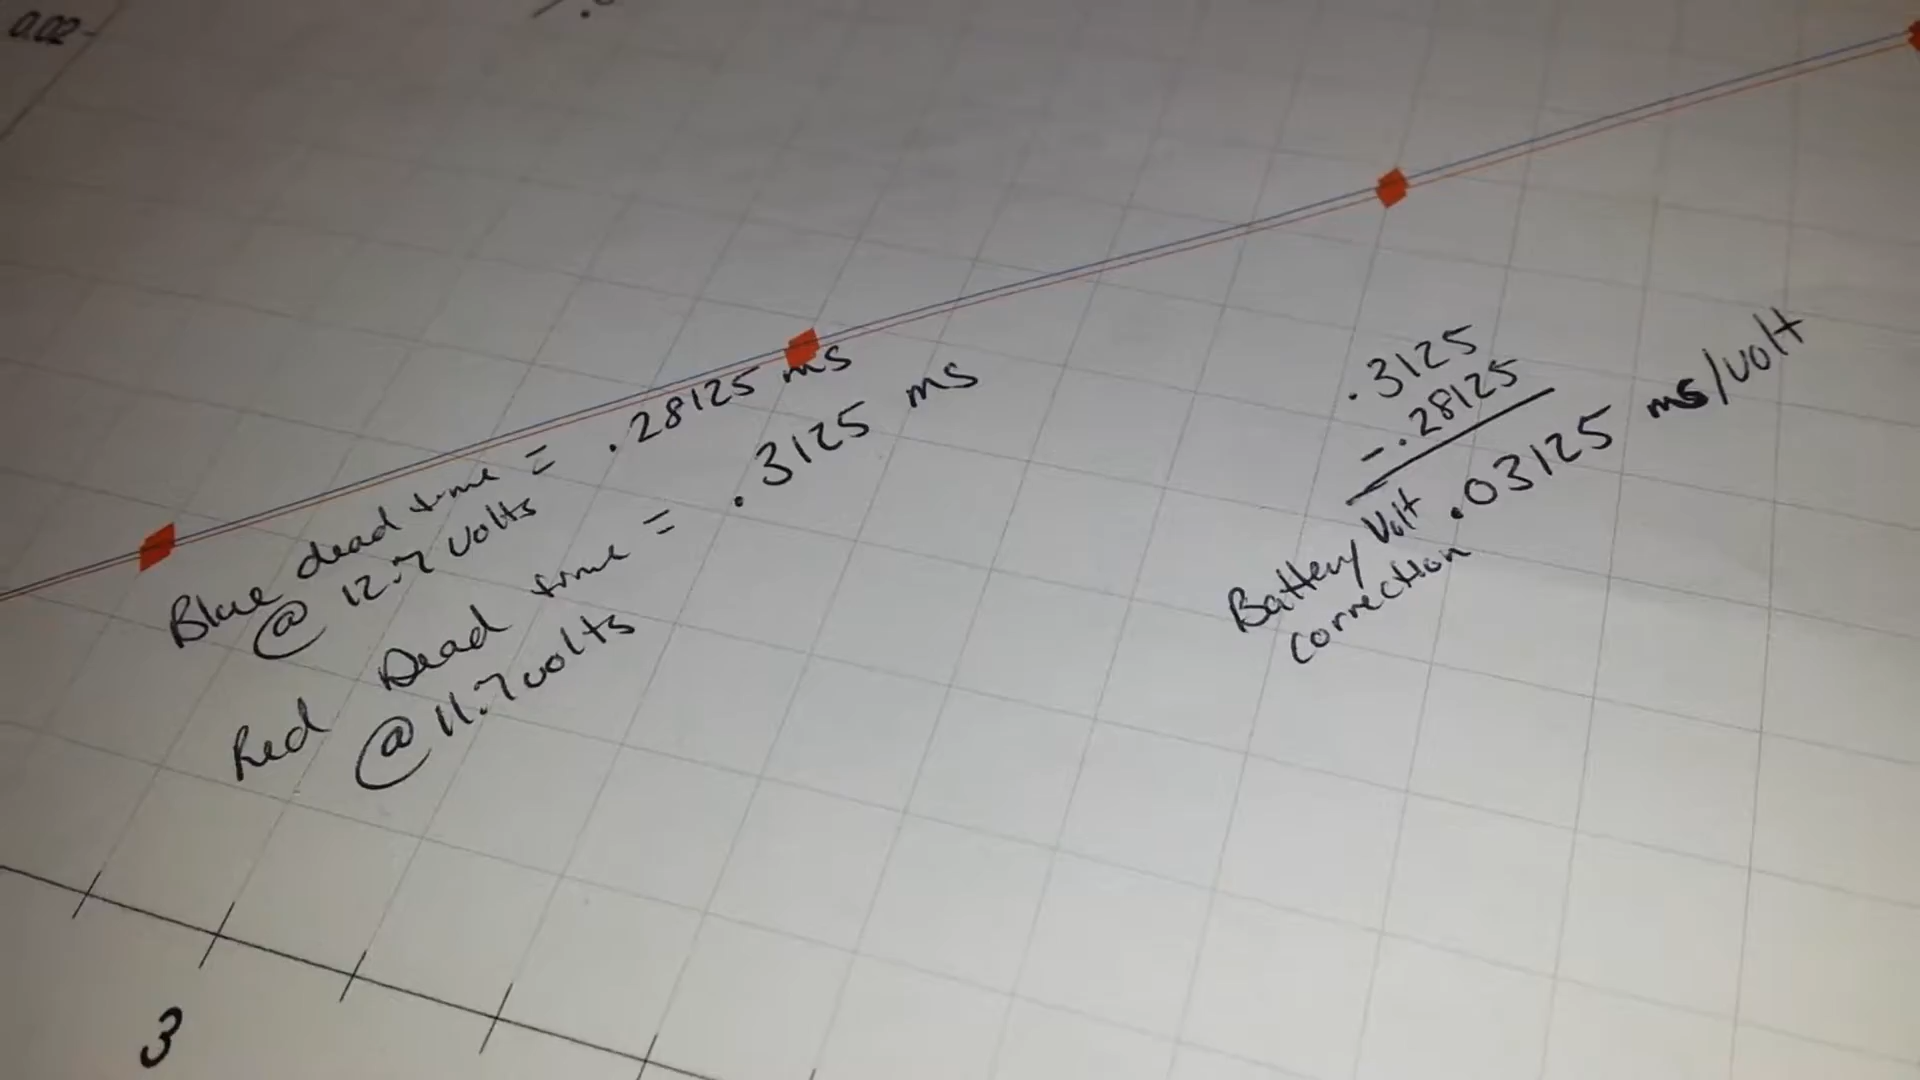 0.02
Blue dead time = .28125 ms
@ 12.7 volts
Red Dead time = .3125 ms
@ 11.7 volts
.3125
- .28125
Battery Volt .03125 ms/volt
correction
3